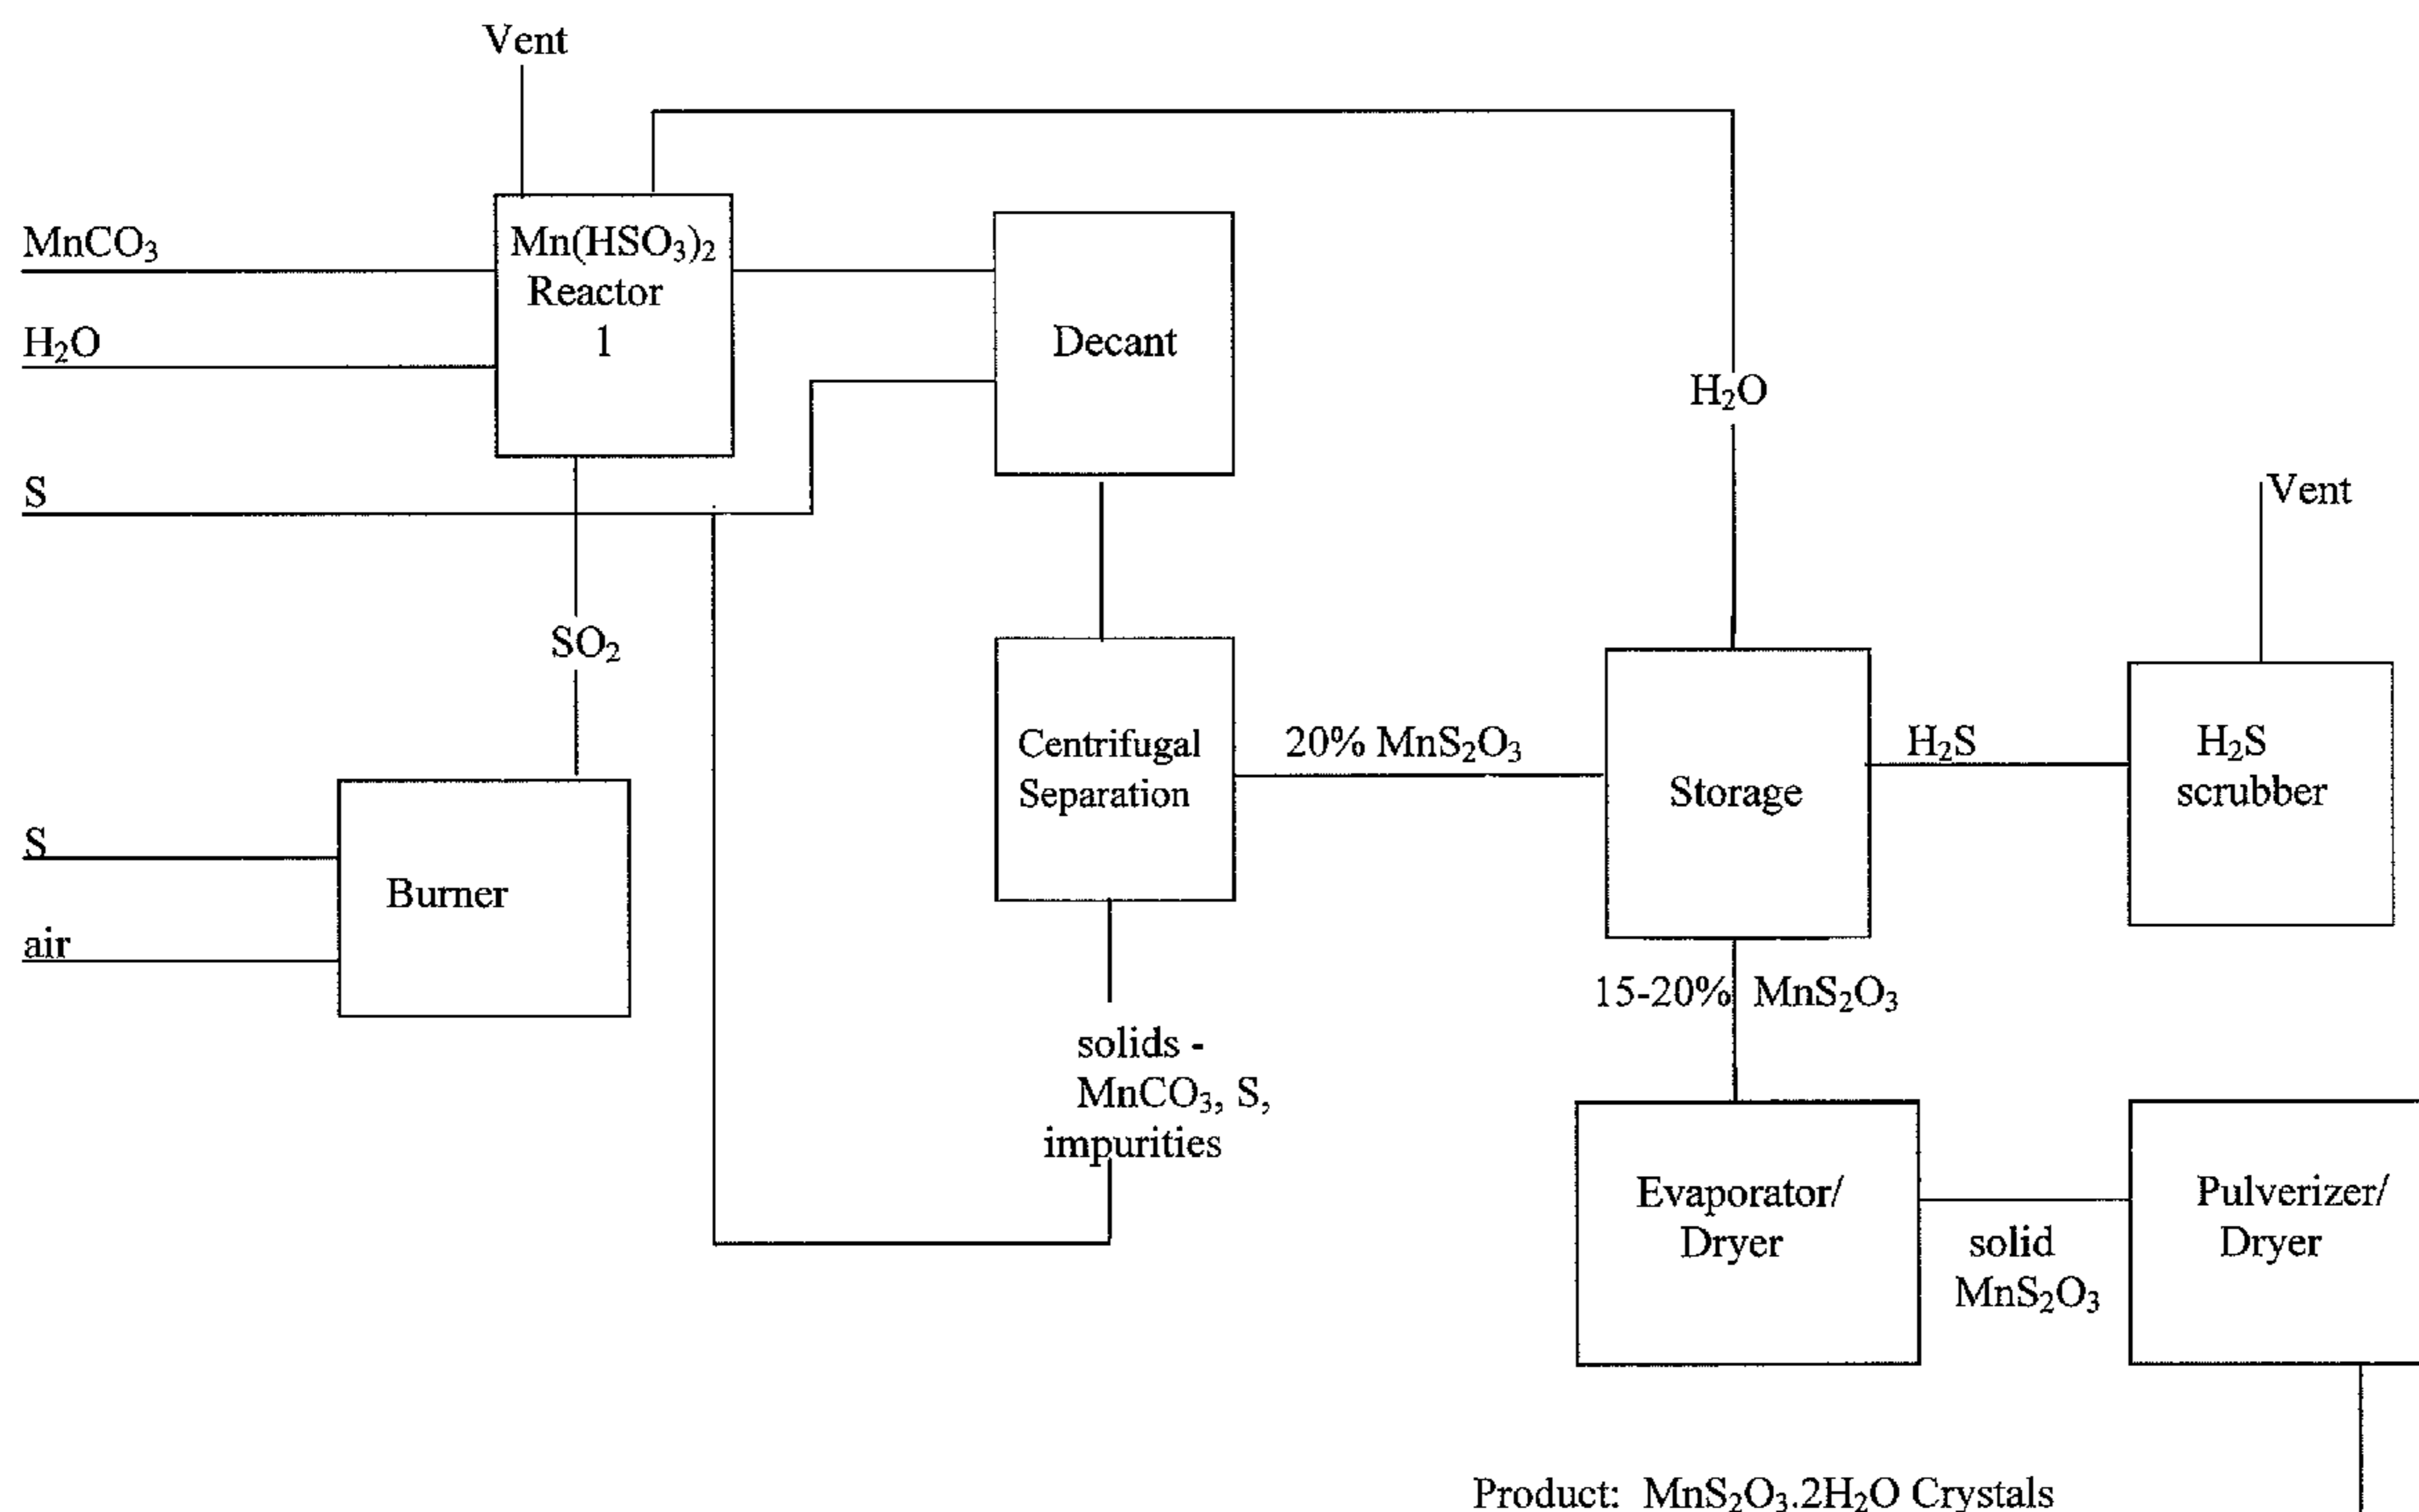 Vent
MnCO₃
Mn(HSO₃)₂
Reactor
1
H₂O
Decant
H₂O
S
Vent
SO₂
Centrifugal
Separation
20% MnS₂O₃
Storage
H₂S
H₂S
scrubber
S
Burner
air
15-20% MnS₂O₃
solids -
MnCO₃, S,
impurities
Evaporator/
Dryer
solid
MnS₂O₃
Pulverizer/
Dryer
Product: MnS₂O₃.2H₂O Crystals